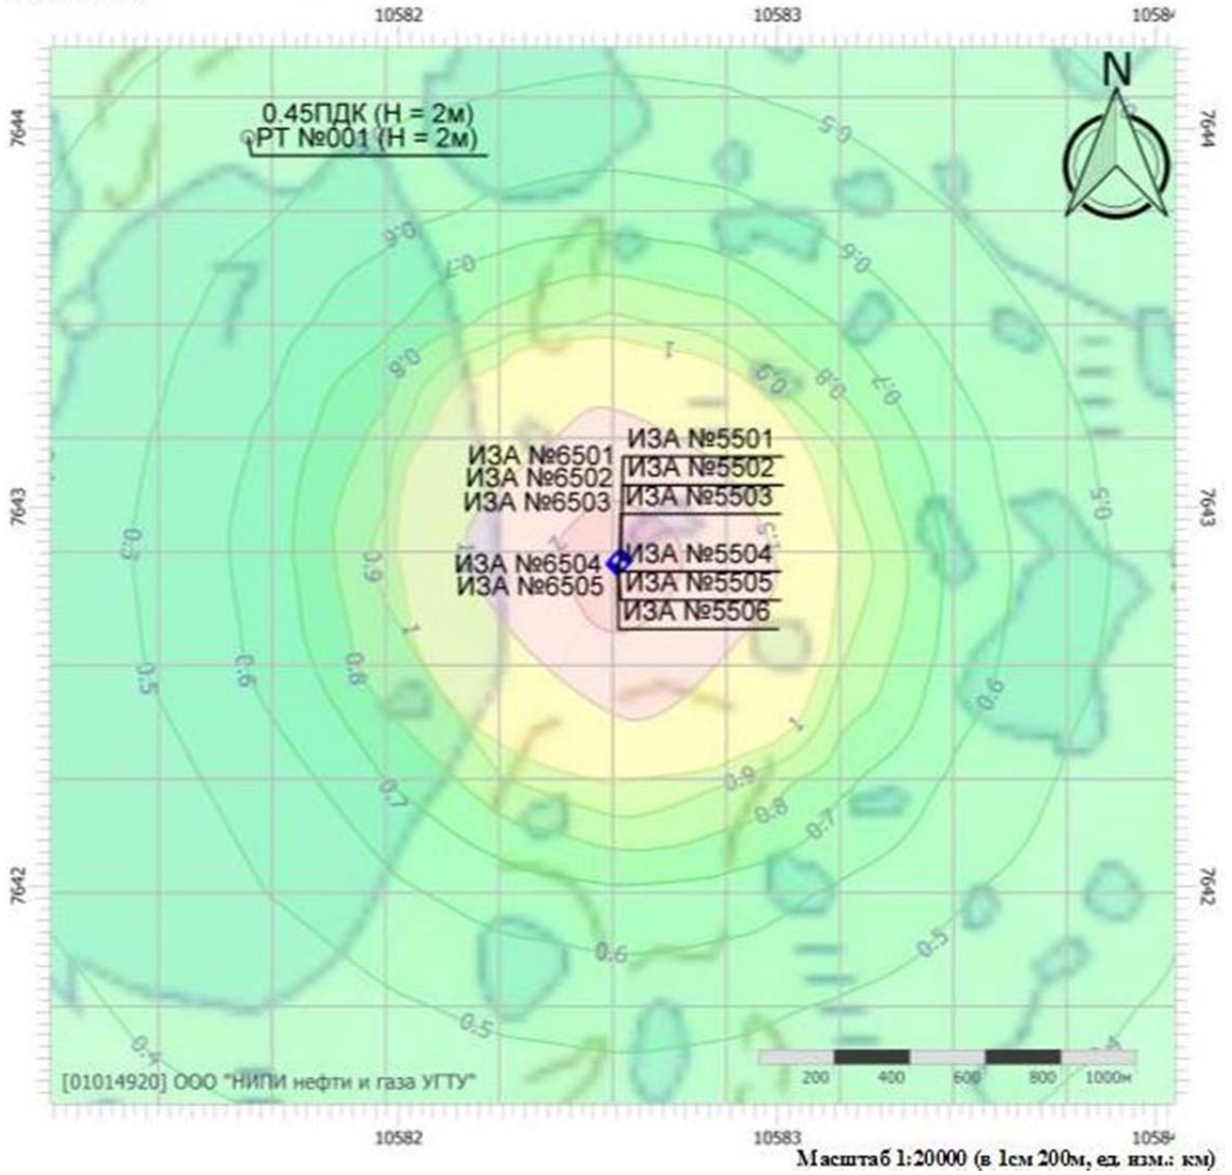 10582 10583
N
7644 7644
0.45ПДК (Н = 2м)
РТ №001 (Н = 2м)
0.5
0.6 0.6
0.7
1
0.8 0.9 0.8 0.7
ИЗА №5501
ИЗА №6501
ИЗА №5502
ИЗА №6502
ИЗА №5503
ИЗА №6503
7643 0.5 7643
0.5 1.5
ИЗА №5504
ИЗА №6504
0.9
ИЗА №5505
ИЗА №6505
ИЗА №5506
1
0.5 0.6 0.8 0.6
1
0.7 0.9
0.8 0.7
7642 7642
0.6 0.5
0.5
0.4
[01014920] ООО "НИПИ нефти и газа УГТУ"
200 400 600 800 1000м
10582 10583
Масштаб 1:20000 (в 1см 200м, ед. изм.: км)